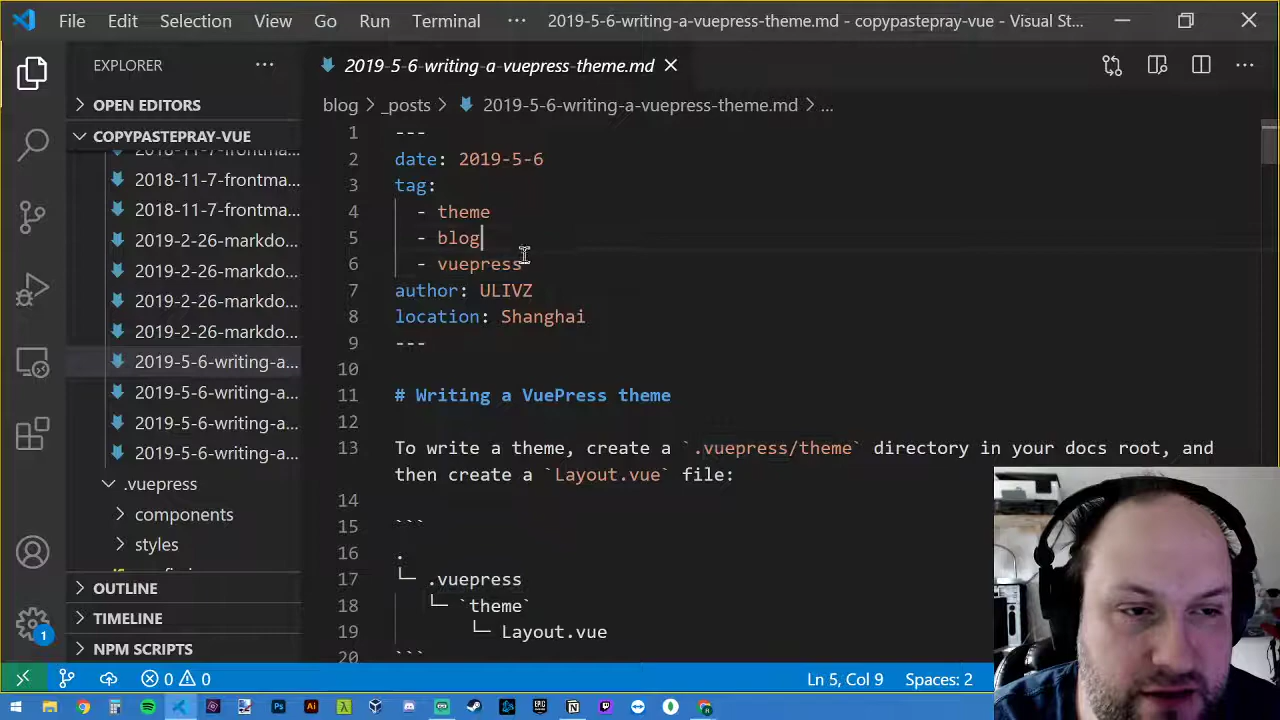 File Edit Selection View Go Run Terminal ··· 2019-5-6-writing-a-vuepress-theme.md - copypastepray-vue - Visual St...
EXPLORER ···
2019-5-6-writing-a-vuepress-theme.md
OPEN EDITORS
blog > _posts > 2019-5-6-writing-a-vuepress-theme.md > ...
COPYPASTEPRAY-VUE
2018-11-7-frontma...
2018-11-7-frontma...
2018-11-7-frontma...
2019-2-26-markdo...
2019-2-26-markdo...
2019-2-26-markdo...
2019-2-26-markdo...
2019-5-6-writing-a...
2019-5-6-writing-a...
2019-5-6-writing-a...
2019-5-6-writing-a...
.vuepress
components
styles
OUTLINE
TIMELINE
NPM SCRIPTS
1
1 ---
2 date: 2019-5-6
3 tag:
4 - theme
5 - blog
6 - vuepress
7 author: ULIVZ
8 location: Shanghai
9 ---
10
11 # Writing a VuePress theme
12
13 To write a theme, create a `.vuepress/theme` directory in your docs root, and
then create a `Layout.vue` file:
14
15 ```
16 .
17 └─ .vuepress
18 └─ `theme`
19 └─ Layout.vue
20 ```
0 0 Ln 5, Col 9 Spaces: 2